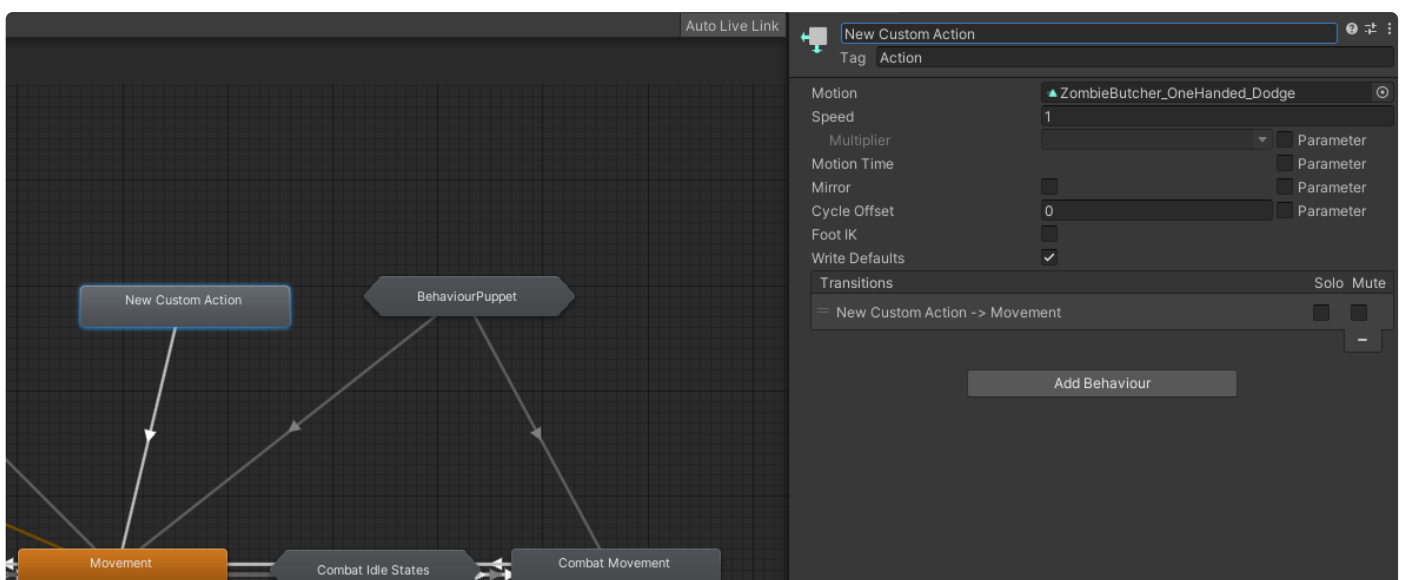 Auto Live Link
New Custom Action
Tag Action
Motion ZombieButcher_OneHanded_Dodge
Speed 1
Multiplier Parameter
Motion Time Parameter
Mirror Parameter
Cycle Offset 0 Parameter
Foot IK
Write Defaults
Transitions Solo Mute
New Custom Action -> Movement
Add Behaviour
New Custom Action
BehaviourPuppet
Movement
Combat Idle States
Combat Movement